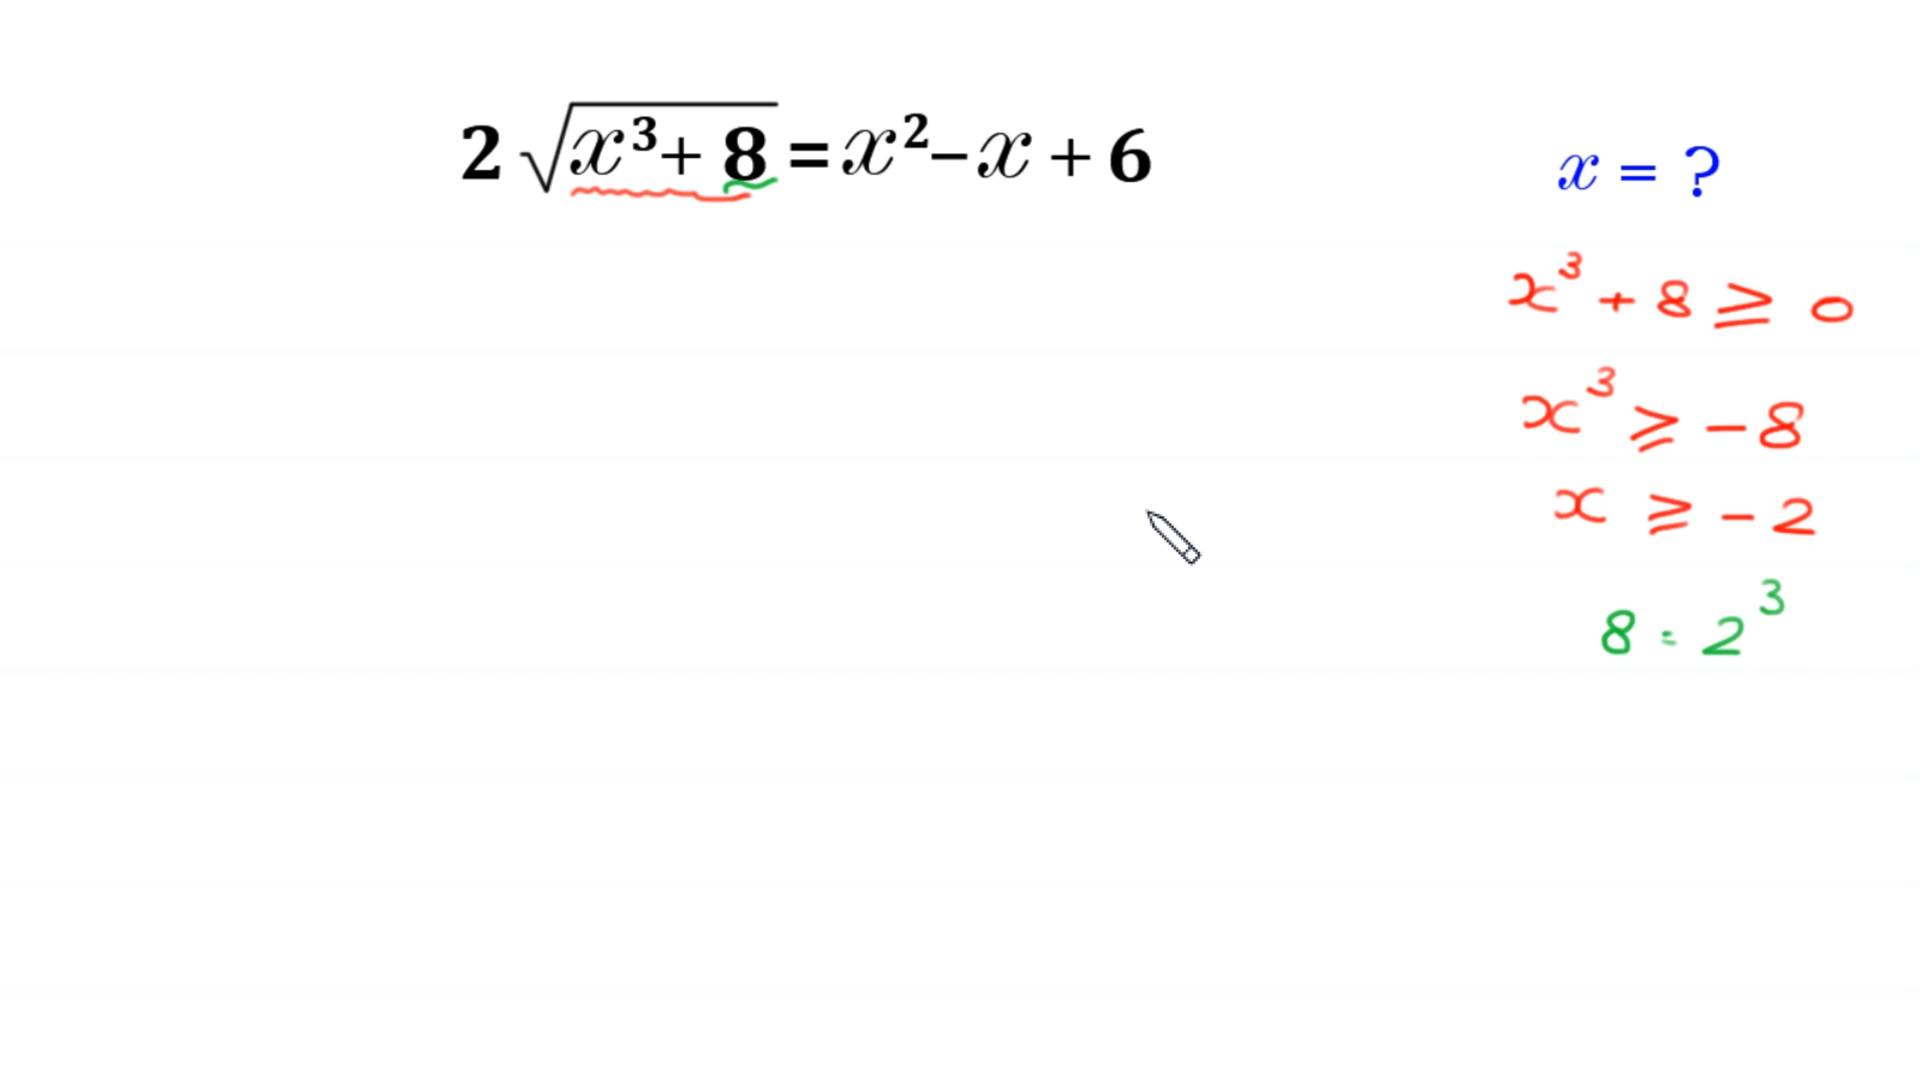 2√(x³+ 8) = x²− x + 6
x = ?
x³ + 8 ≥ 0
x³ ≥ − 8
x ≥ − 2
8 = 2³